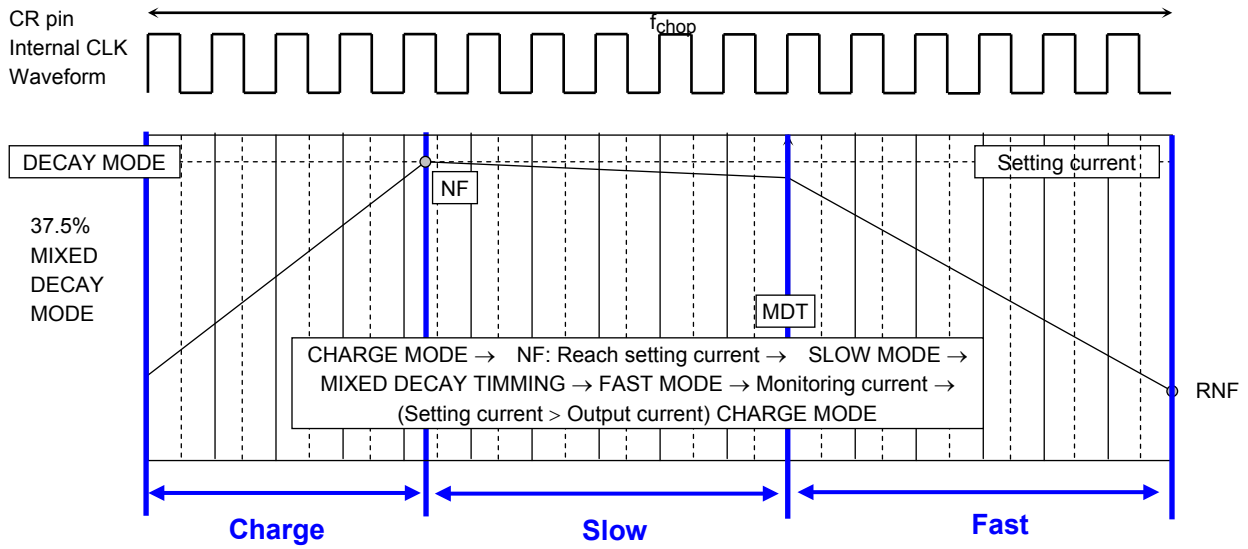 CR pin
Internal CLK
Waveform
fchop
DECAY MODE
Setting current
NF
37.5%
MIXED
DECAY
MODE
MDT
CHARGE MODE → NF: Reach setting current → SLOW MODE →
MIXED DECAY TIMMING → FAST MODE → Monitoring current →
(Setting current > Output current) CHARGE MODE
RNF
Charge
Slow
Fast